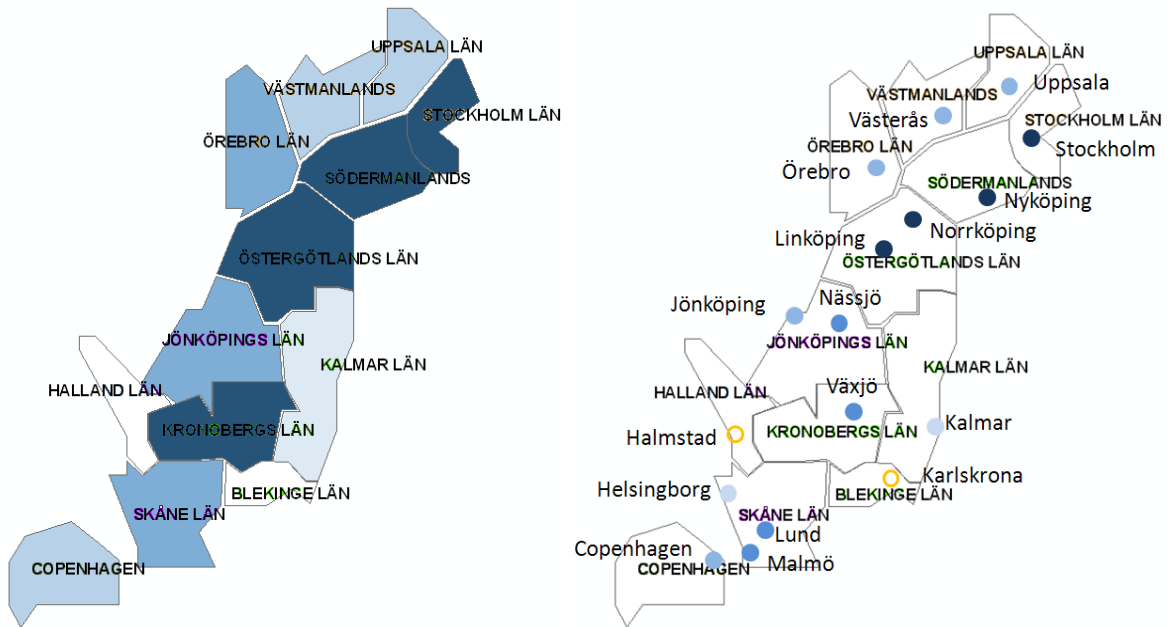 UPPSALA LÄN
VÄSTMANLANDS
STOCKHOLM LÄN
ÖREBRO LÄN
SÖDERMANLANDS
ÖSTERGÖTLANDS LÄN
JÖNKÖPINGS LÄN
KALMAR LÄN
HALLAND LÄN
KRONOBERGS LÄN
BLEKINGE LÄN
SKÅNE LÄN
COPENHAGEN
UPPSALA LÄN
Uppsala
VÄSTMANLANDS
Västerås
STOCKHOLM LÄN
Stockholm
ÖREBRO LÄN
Örebro
SÖDERMANLANDS
Nyköping
Norrköping
Linköping
ÖSTERGÖTLANDS LÄN
Jönköping
Nässjö
JÖNKÖPINGS LÄN
KALMAR LÄN
HALLAND LÄN
Växjö
Kalmar
KRONOBERGS LÄN
Halmstad
Karlskrona
Helsingborg
BLEKINGE LÄN
SKÅNE LÄN
Lund
Copenhagen
Malmö
COPENHAGEN